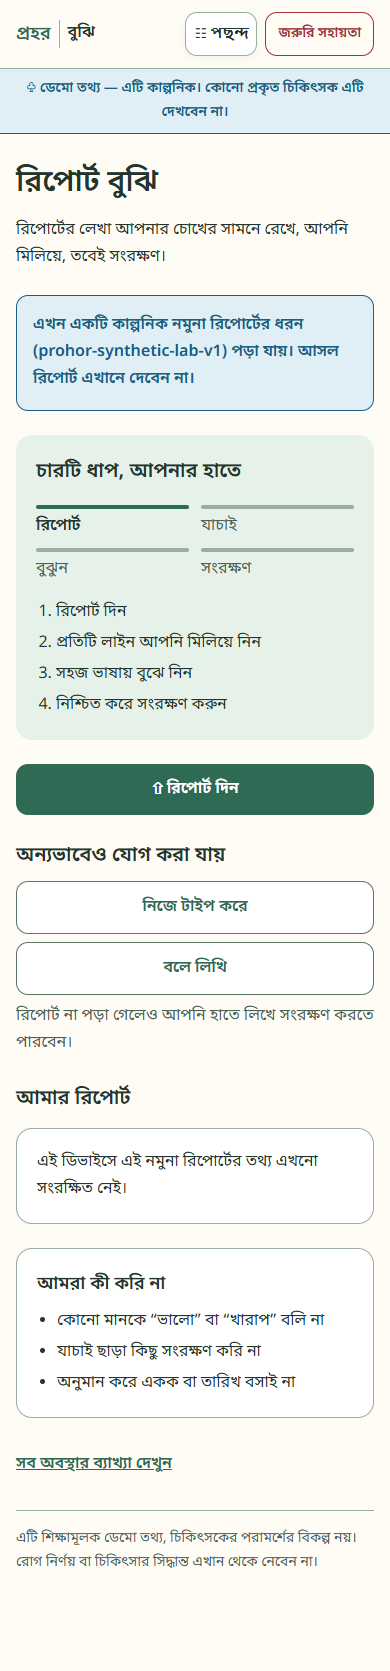 প্রহর | বুঝি
☷ পছন্দ
জরুরি সহায়তা
♤ ডেমো তথ্য — এটি কাল্পনিক। কোনো প্রকৃত চিকিৎসক এটি
দেখবেন না।
রিপোর্ট বুঝি
রিপোর্টের লেখা আপনার চোখের সামনে রেখে, আপনি
মিলিয়ে, তবেই সংরক্ষণ।
এখন একটি কাল্পনিক নমুনা রিপোর্টের ধরন
(prohor-synthetic-lab-v1) পড়া যায়। আসল
রিপোর্ট এখানে দেবেন না।
চারটি ধাপ, আপনার হাতে
রিপোর্ট
যাচাই
বুঝুন
সংরক্ষণ
1. রিপোর্ট দিন
2. প্রতিটি লাইন আপনি মিলিয়ে নিন
3. সহজ ভাষায় বুঝে নিন
4. নিশ্চিত করে সংরক্ষণ করুন
⇧ রিপোর্ট দিন
অন্যভাবেও যোগ করা যায়
নিজে টাইপ করে
বলে লিখি
রিপোর্ট না পড়া গেলেও আপনি হাতে লিখে সংরক্ষণ করতে
পারবেন।
আমার রিপোর্ট
এই ডিভাইসে এই নমুনা রিপোর্টের তথ্য এখনো
সংরক্ষিত নেই।
আমরা কী করি না
• কোনো মানকে “ভালো” বা “খারাপ” বলি না
• যাচাই ছাড়া কিছু সংরক্ষণ করি না
• অনুমান করে একক বা তারিখ বসাই না
সব অবস্থার ব্যাখ্যা দেখুন
এটি শিক্ষামূলক ডেমো তথ্য, চিকিৎসকের পরামর্শের বিকল্প নয়।
রোগ নির্ণয় বা চিকিৎসার সিদ্ধান্ত এখান থেকে নেবেন না।